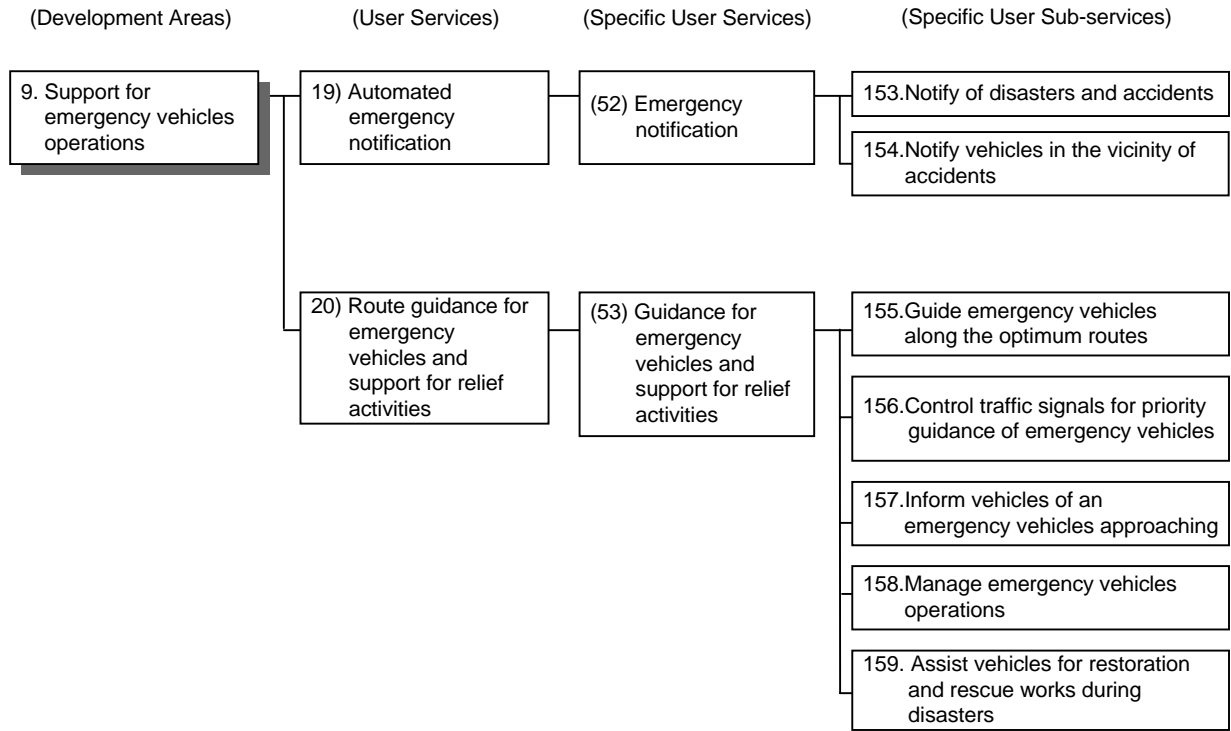 (Development Areas)
(User Services)
(Specific User Services)
(Specific User Sub-services)
9. Support for
emergency vehicles
operations
19) Automated
emergency
notification
(52) Emergency
notification
153.Notify of disasters and accidents
154.Notify vehicles in the vicinity of
accidents
20) Route guidance for
emergency
vehicles and
support for relief
activities
(53) Guidance for
emergency
vehicles and
support for relief
activities
155.Guide emergency vehicles
along the optimum routes
156.Control traffic signals for priority
guidance of emergency vehicles
157.Inform vehicles of an
emergency vehicles approaching
158.Manage emergency vehicles
operations
159. Assist vehicles for restoration
and rescue works during
disasters